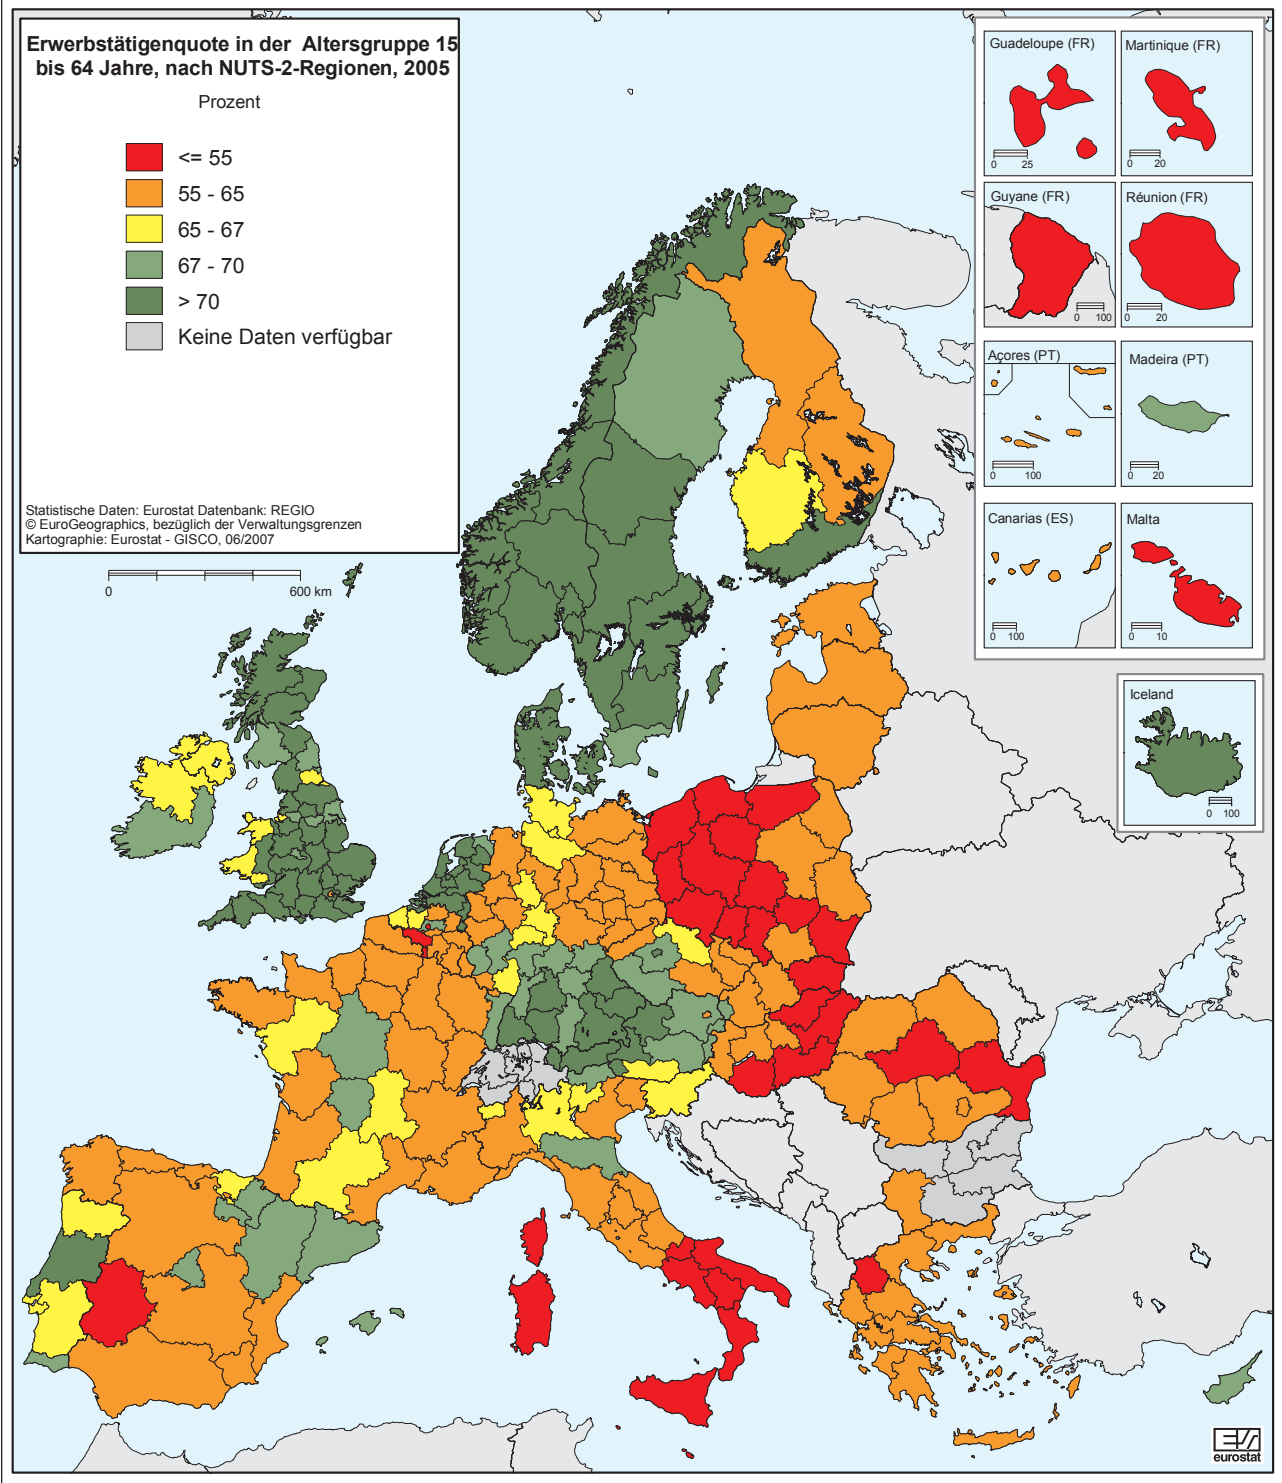 Erwerbstätigenquote in der Altersgruppe 15
bis 64 Jahre, nach NUTS-2-Regionen, 2005
Prozent
<= 55
55 - 65
65 - 67
67 - 70
> 70
Keine Daten verfügbar
Statistische Daten: Eurostat Datenbank: REGIO
© EuroGeographics, bezüglich der Verwaltungsgrenzen
Kartographie: Eurostat - GISCO, 06/2007
0 600 km
Guadeloupe (FR)
0 25
Martinique (FR)
0 20
Guyane (FR)
0 100
Réunion (FR)
0 20
Açores (PT)
0 100
Madeira (PT)
0 20
Canarias (ES)
0 100
Malta
0 10
Iceland
0 100
eurostat